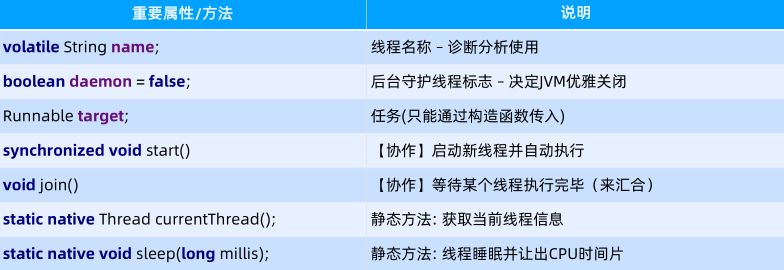 重要属性/方法 说明
volatile String name; 线程名称 – 诊断分析使用
boolean daemon = false; 后台守护线程标志 – 决定JVM优雅关闭
Runnable target; 任务(只能通过构造函数传入)
synchronized void start() 【协作】启动新线程并自动执行
void join() 【协作】等待某个线程执行完毕（来汇合）
static native Thread currentThread(); 静态方法: 获取当前线程信息
static native void sleep(long millis); 静态方法: 线程睡眠并让出CPU时间片